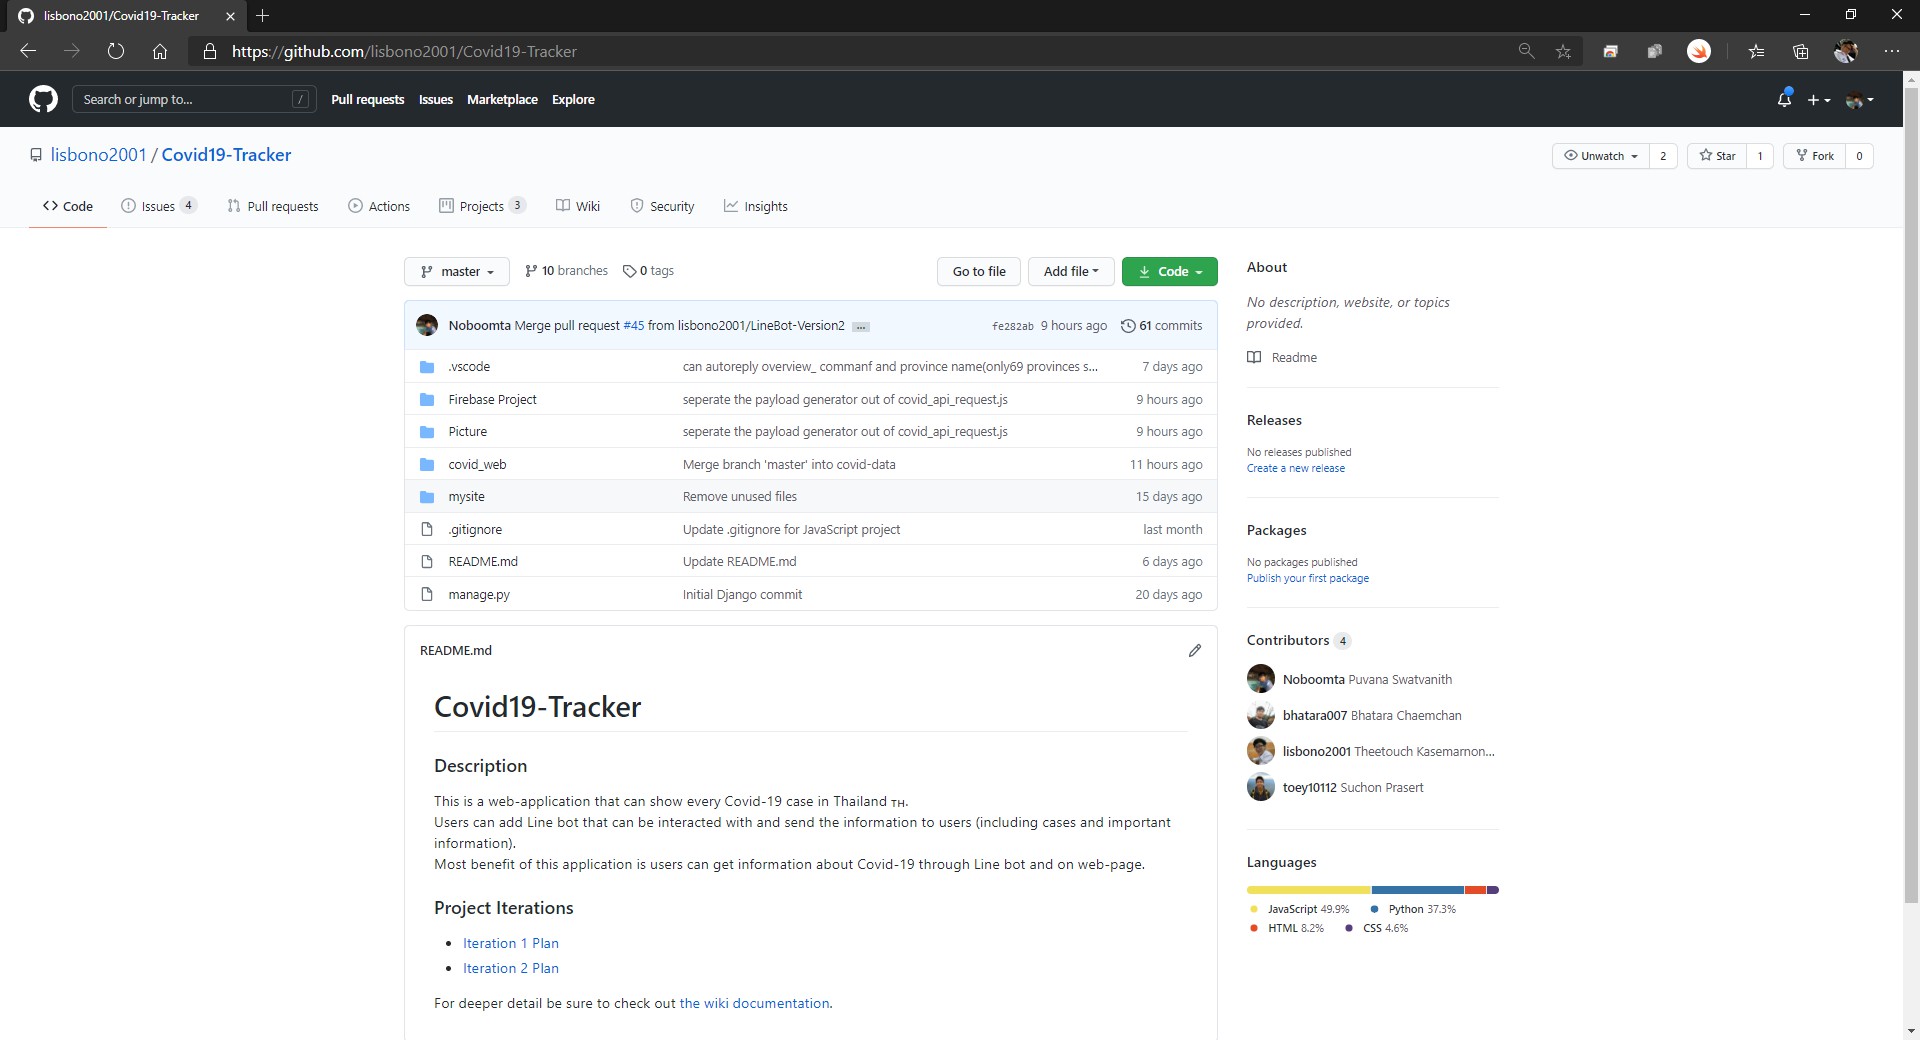 lisbono2001/Covid19-Tracker
https://github.com/lisbono2001/Covid19-Tracker
Search or jump to... /
Pull requests Issues Marketplace Explore
lisbono2001 / Covid19-Tracker
Unwatch 2 Star 1 Fork 0
Code Issues 4 Pull requests Actions Projects 3 Wiki Security Insights
master 10 branches 0 tags Go to file Add file Code
Noboomta Merge pull request #45 from lisbono2001/LineBot-Version2 ... fe282ab 9 hours ago 61 commits
.vscode can autoreply overview_ commanf and province name(only69 provinces s... 7 days ago
Firebase Project seperate the payload generator out of covid_api_request.js 9 hours ago
Picture seperate the payload generator out of covid_api_request.js 9 hours ago
covid_web Merge branch 'master' into covid-data 11 hours ago
mysite Remove unused files 15 days ago
.gitignore Update .gitignore for JavaScript project last month
README.md Update README.md 6 days ago
manage.py Initial Django commit 20 days ago
README.md
Covid19-Tracker
Description
This is a web-application that can show every Covid-19 case in Thailand TH.
Users can add Line bot that can be interacted with and send the information to users (including cases and important
information).
Most benefit of this application is users can get information about Covid-19 through Line bot and on web-page.
Project Iterations
Iteration 1 Plan
Iteration 2 Plan
For deeper detail be sure to check out the wiki documentation.
About
No description, website, or topics
provided.
Readme
Releases
No releases published
Create a new release
Packages
No packages published
Publish your first package
Contributors 4
Noboomta Puvana Swatvanith
bhatara007 Bhatara Chaemchan
lisbono2001 Theetouch Kasemarnon...
toey10112 Suchon Prasert
Languages
JavaScript 49.9% Python 37.3%
HTML 8.2% CSS 4.6%